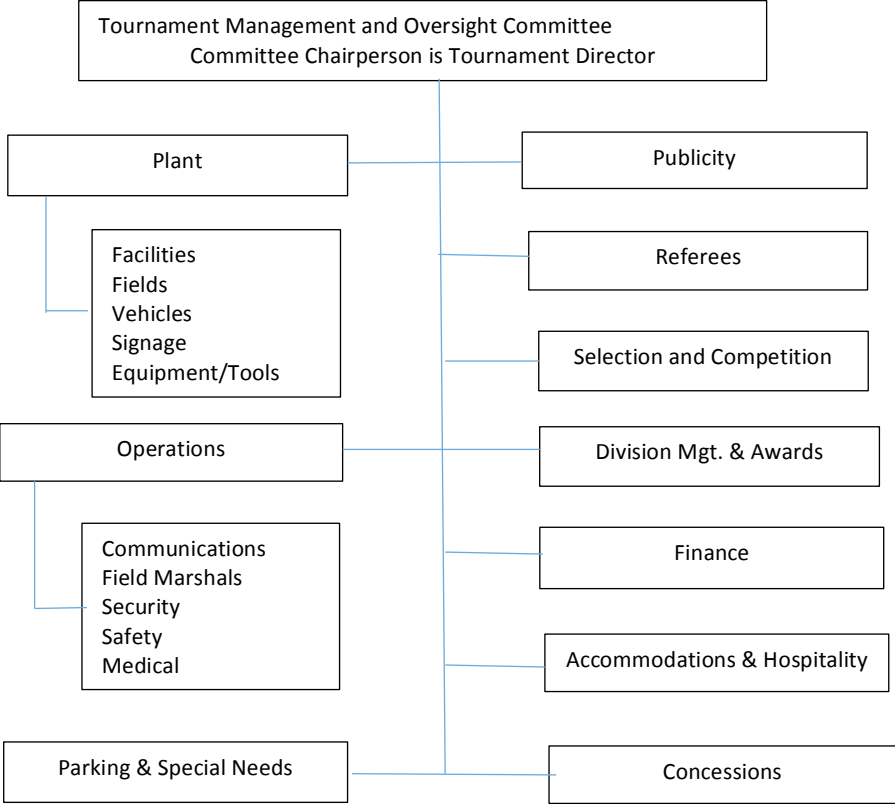 Tournament Management and Oversight Committee
Committee Chairperson is Tournament Director
Plant
Publicity
Facilities
Fields
Vehicles
Signage
Equipment/Tools
Referees
Selection and Competition
Operations
Division Mgt. & Awards
Communications
Field Marshals
Security
Safety
Medical
Finance
Accommodations & Hospitality
Parking & Special Needs
Concessions